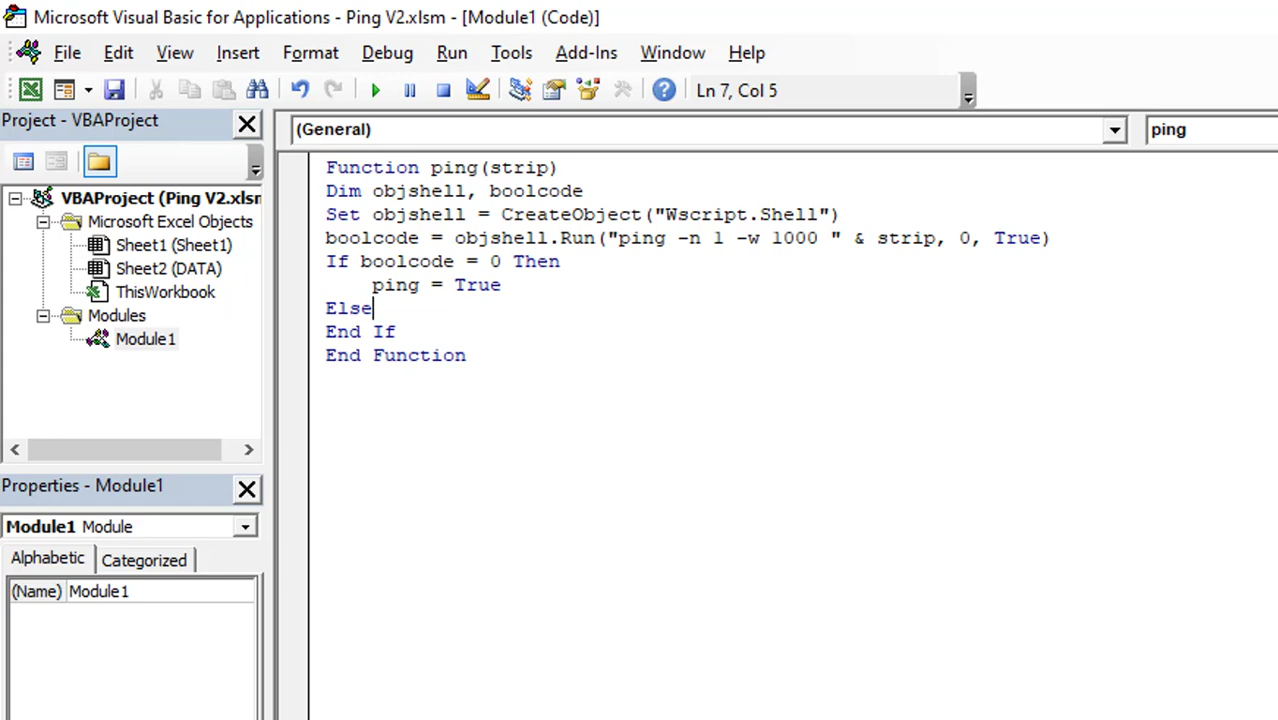 Microsoft Visual Basic for Applications - Ping V2.xlsm - [Module1 (Code)]
File Edit View Insert Format Debug Run Tools Add-Ins Window Help
Ln 7, Col 5
Project - VBAProject
(General)
ping
VBAProject (Ping V2.xlsm
Microsoft Excel Objects
Sheet1 (Sheet1)
Sheet2 (DATA)
ThisWorkbook
Modules
Module1
Function ping(strip)
Dim objshell, boolcode
Set objshell = CreateObject("Wscript.Shell")
boolcode = objshell.Run("ping -n 1 -w 1000 " & strip, 0, True)
If boolcode = 0 Then
    ping = True
Else
End If
End Function
Properties - Module1
Module1 Module
Alphabetic Categorized
(Name) Module1